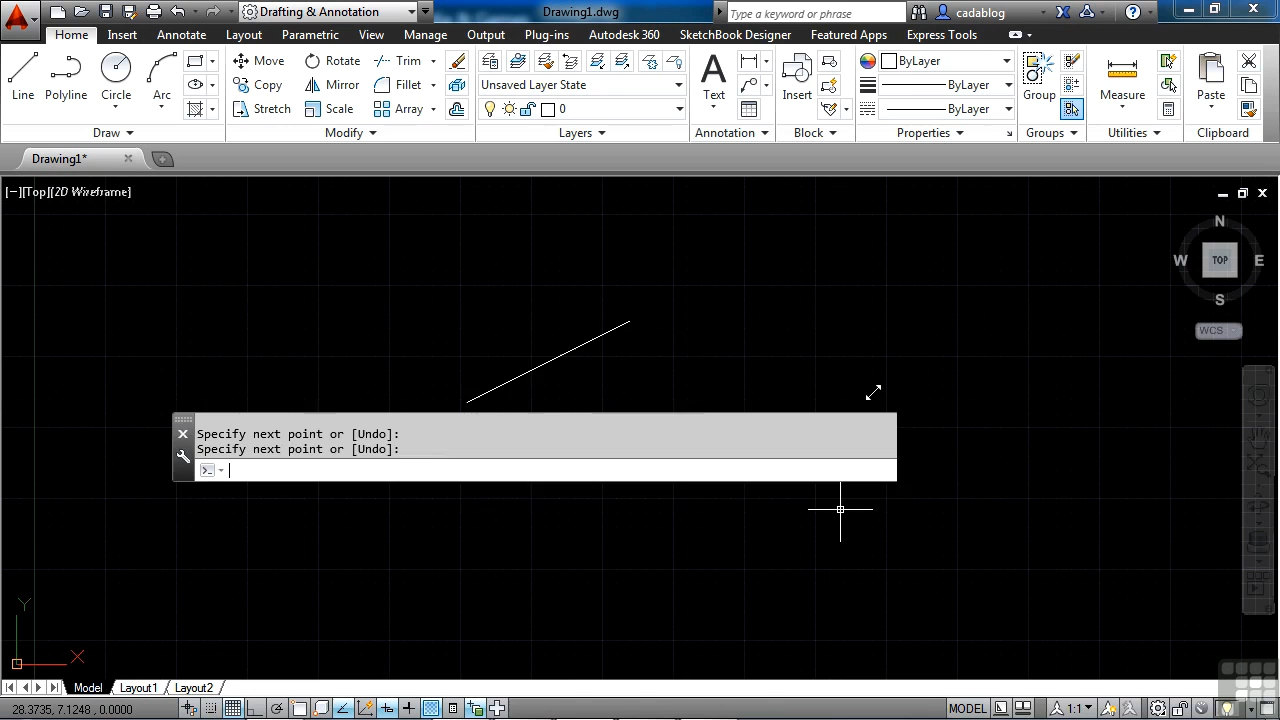 Drafting & Annotation
Drawing1.dwg
Type a keyword or phrase
cadablog
Home Insert Annotate Layout Parametric View Manage Output Plug-ins Autodesk 360 SketchBook Designer Featured Apps Express Tools
Line Polyline Circle Arc
Move Rotate Trim
Copy Mirror Fillet
Stretch Scale Array
Unsaved Layer State
0
Text
Insert
ByLayer
ByLayer
ByLayer
Group
Measure
Paste
Draw Modify Layers Annotation Block Properties Groups Utilities Clipboard
Drawing1*
[−][Top][2D Wireframe]
N
W TOP E
S
WCS
Specify next point or [Undo]:
Specify next point or [Undo]:
Y
X
Model Layout1 Layout2
28.3735, 7.1248 , 0.0000
MODEL
1:1